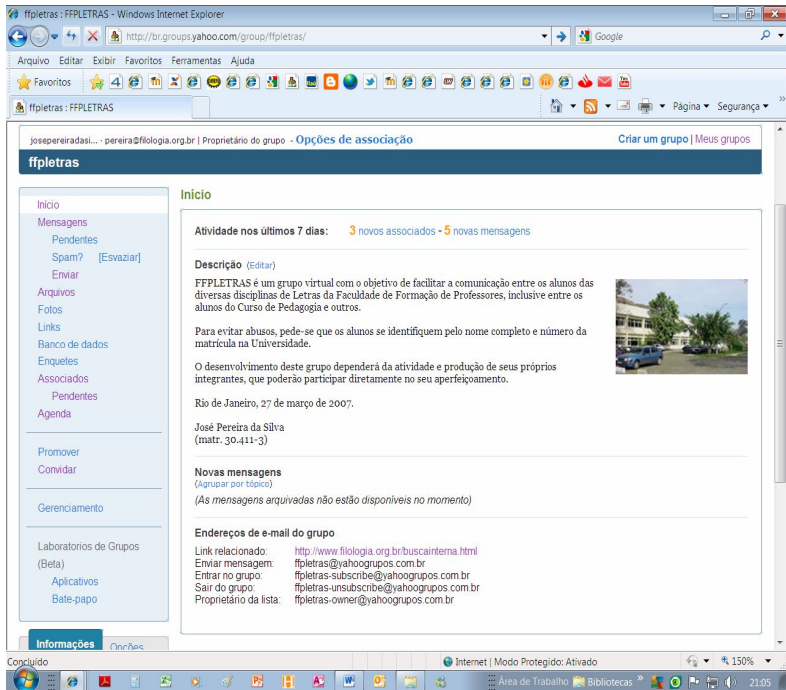 ffpletras : FFPLETRAS - Windows Internet Explorer
http://br.groups.yahoo.com/group/ffpletras/
Google
Arquivo Editar Exibir Favoritos Ferramentas Ajuda
Favoritos
ffpletras : FFPLETRAS
Página Segurança »
josepereiradasi... · pereira@filologia.org.br | Proprietário do grupo - Opções de associação
Criar um grupo | Meus grupos
ffpletras
Início
Mensagens
Pendentes
Spam? [Esvaziar]
Enviar
Arquivos
Fotos
Links
Banco de dados
Enquetes
Associados
Pendentes
Agenda
Promover
Convidar
Gerenciamento
Laboratorios de Grupos
(Beta)
Aplicativos
Bate-papo
Informações Opções
Início
Atividade nos últimos 7 dias: 3 novos associados - 5 novas mensagens
Descrição (Editar)
FFPLETRAS é um grupo virtual com o objetivo de facilitar a comunicação entre os alunos das
diversas disciplinas de Letras da Faculdade de Formação de Professores, inclusive entre os
alunos do Curso de Pedagogia e outros.
Para evitar abusos, pede-se que os alunos se identifiquem pelo nome completo e número da
matrícula na Universidade.
O desenvolvimento deste grupo dependerá da atividade e produção de seus próprios
integrantes, que poderão participar diretamente no seu aperfeiçoamento.
Rio de Janeiro, 27 de março de 2007.
José Pereira da Silva
(matr. 30.411-3)
Novas mensagens
(Agrupar por tópico)
(As mensagens arquivadas não estão disponíveis no momento)
Endereços de e-mail do grupo
Link relacionado: http://www.filologia.org.br/buscainterna.html
Enviar mensagem: ffpletras@yahoogrupos.com.br
Entrar no grupo: ffpletras-subscribe@yahoogrupos.com.br
Sair do grupo: ffpletras-unsubscribe@yahoogrupos.com.br
Proprietário da lista: ffpletras-owner@yahoogrupos.com.br
Concluído
Internet | Modo Protegido: Ativado
150%
Área de Trabalho Bibliotecas » 21:05